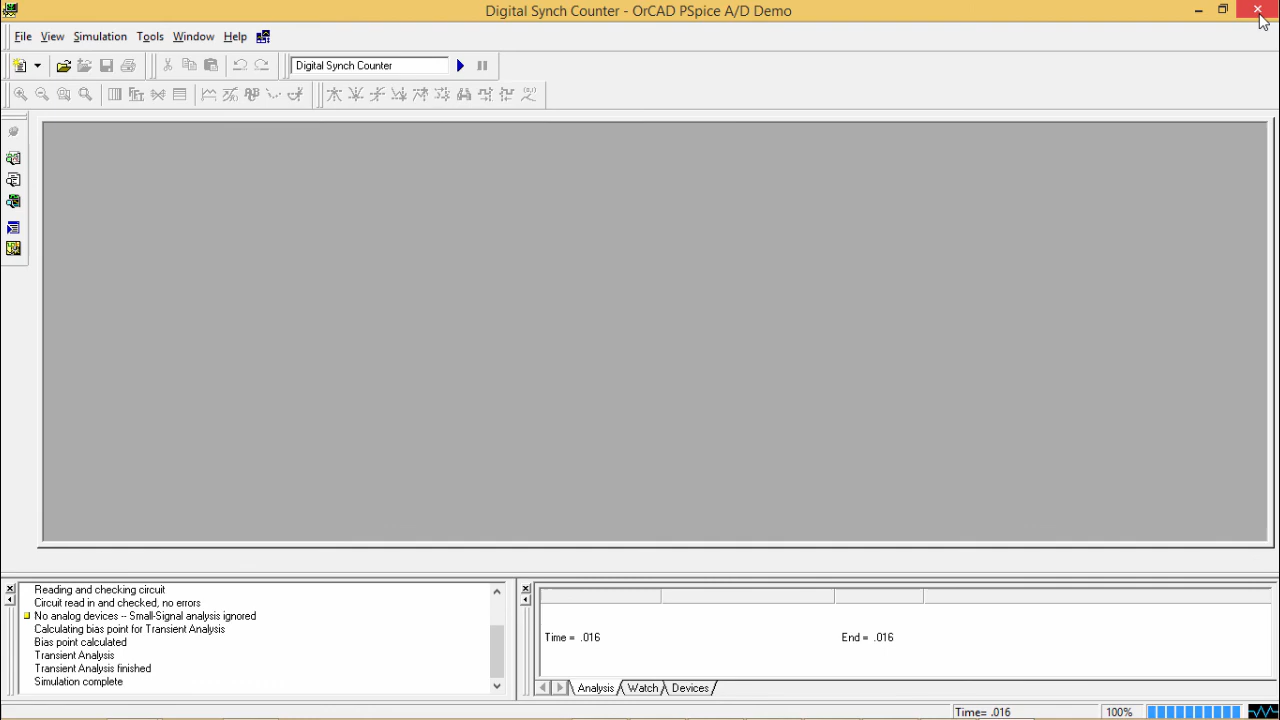 Digital Synch Counter - OrCAD PSpice A/D Demo
File View Simulation Tools Window Help
Digital Synch Counter
Reading and checking circuit
Circuit read in and checked, no errors
No analog devices -- Small-Signal analysis ignored
Calculating bias point for Transient Analysis
Bias point calculated
Transient Analysis
Transient Analysis finished
Simulation complete
Time = .016 End = .016
Analysis Watch Devices
Time= .016 100%